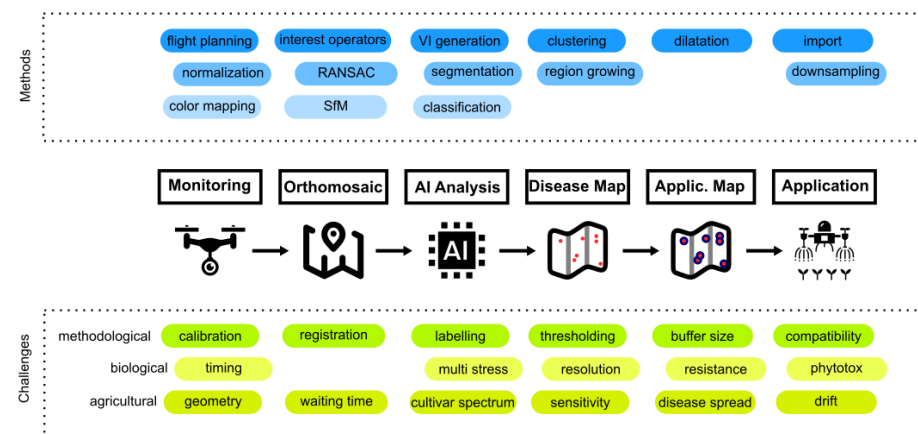 Methods
flight planning interest operators VI generation clustering dilatation import
normalization RANSAC segmentation region growing downsampling
color mapping SfM classification
Monitoring Orthomosaic AI Analysis Disease Map Applic. Map Application
AI
Challenges
methodological calibration registration labelling thresholding buffer size compatibility
biological timing multi stress resolution resistance phytotox
agricultural geometry waiting time cultivar spectrum sensitivity disease spread drift